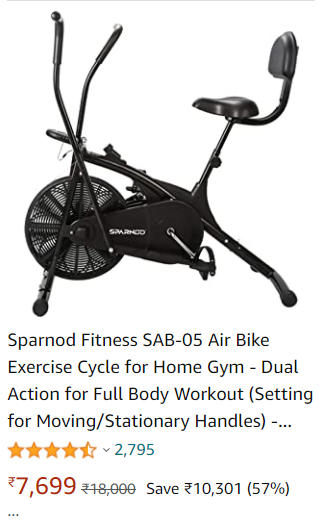 SPARNOD
Sparnod Fitness SAB-05 Air Bike
Exercise Cycle for Home Gym - Dual
Action for Full Body Workout (Setting
for Moving/Stationary Handles) -...
2,795
₹7,699 ₹18,000 Save ₹10,301 (57%)
...